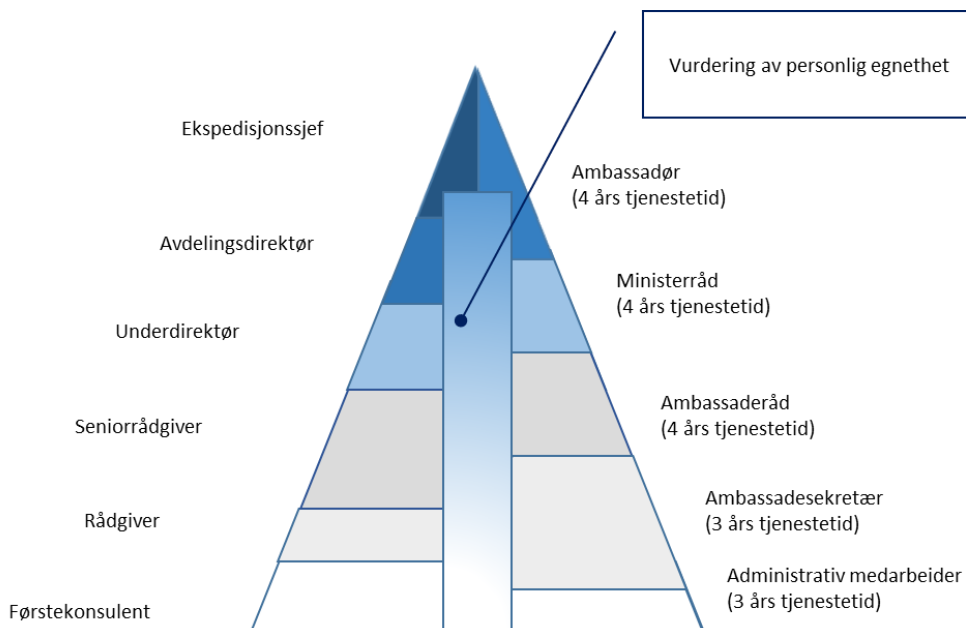 Vurdering av personlig egnethet
Ekspedisjonssjef
Ambassadør
(4 års tjenestetid)
Avdelingsdirektør
Ministerråd
(4 års tjenestetid)
Underdirektør
Ambassaderåd
(4 års tjenestetid)
Seniorrådgiver
Ambassadesekretær
(3 års tjenestetid)
Rådgiver
Administrativ medarbeider
(3 års tjenestetid)
Førstekonsulent